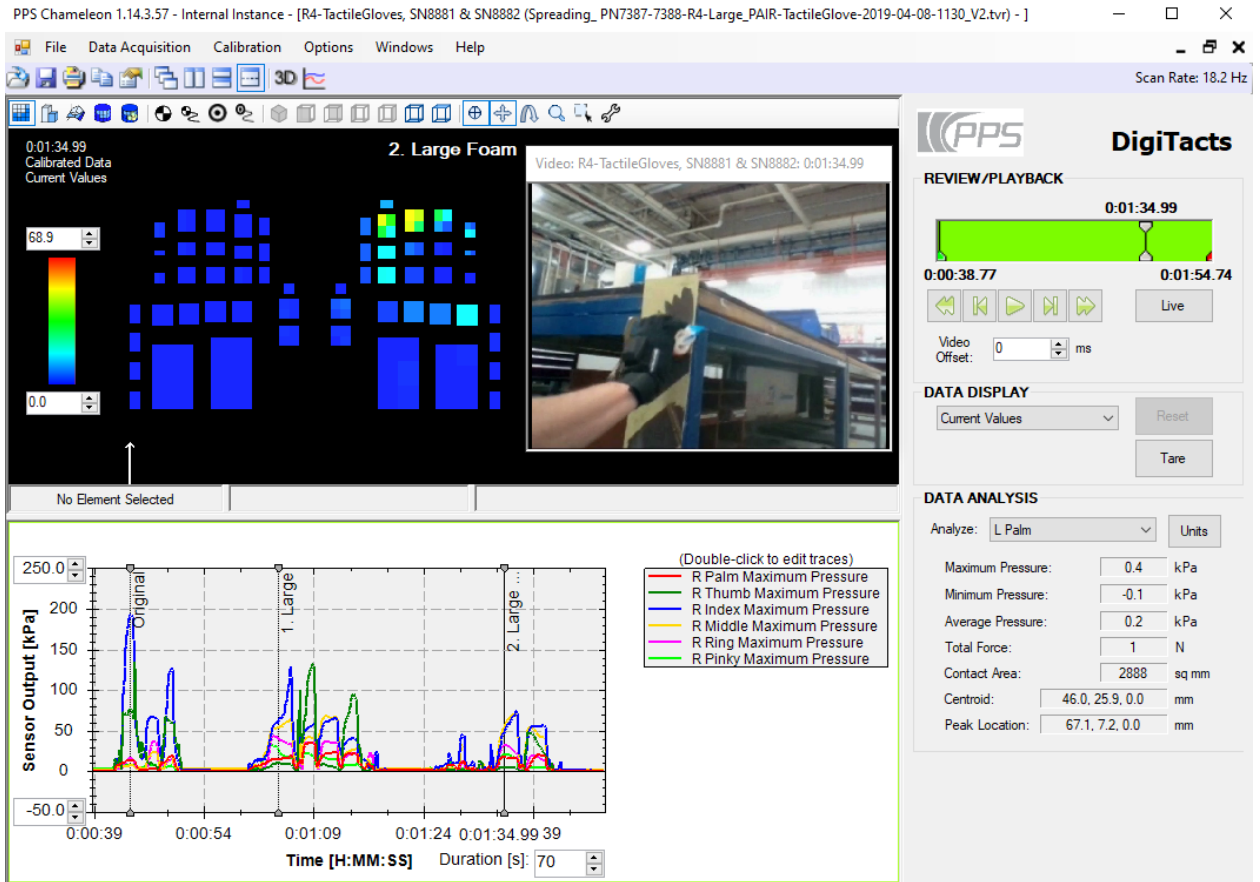 PPS Chameleon 1.14.3.57 - Internal Instance - [R4-TactileGloves, SN8881 & SN8882 (Spreading_ PN7387-7388-R4-Large_PAIR-TactileGlove-2019-04-08-1130_V2.tvr) - ]
File Data Acquisition Calibration Options Windows Help
3D
Scan Rate: 18.2 Hz
0:01:34.99
Calibrated Data
Current Values
2. Large Foam
68.9
0.0
Video: R4-TactileGloves, SN8881 & SN8882: 0:01:34.99
No Element Selected
PPS
DigiTacts
REVIEW/PLAYBACK
0:01:34.99
0:00:38.77 0:01:54.74
Live
Video Offset: 0 ms
DATA DISPLAY
Current Values Reset
Tare
DATA ANALYSIS
Analyze: L Palm Units
Maximum Pressure: 0.4 kPa
Minimum Pressure: -0.1 kPa
Average Pressure: 0.2 kPa
Total Force: 1 N
Contact Area: 2888 sq mm
Centroid: 46.0, 25.9, 0.0 mm
Peak Location: 67.1, 7.2, 0.0 mm
Sensor Output [kPa]
250.0
200
150
100
50
0
-50.0
Original
1. Large
2. Large ...
0:00:39 0:00:54 0:01:09 0:01:24 0:01:34.99 39
Time [H:MM:SS] Duration [s]: 70
(Double-click to edit traces)
R Palm Maximum Pressure
R Thumb Maximum Pressure
R Index Maximum Pressure
R Middle Maximum Pressure
R Ring Maximum Pressure
R Pinky Maximum Pressure